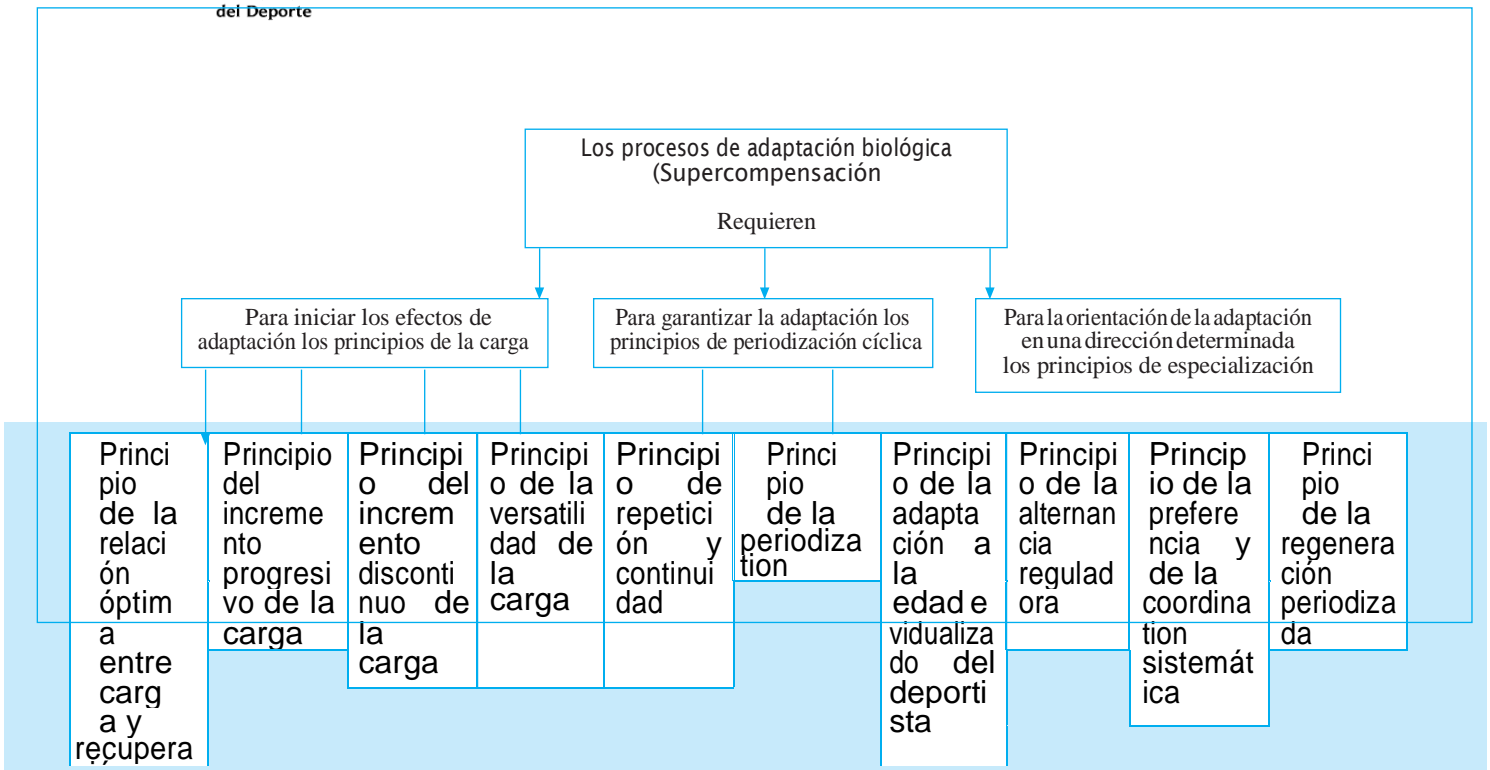 del Deporte
Los procesos de adaptación biológica
(Supercompensación
Requieren
Para iniciar los efectos de
adaptación los principios de la carga
Para garantizar la adaptación los
principios de periodización cíclica
Para la orientación de la adaptación
en una dirección determinada
los principios de especialización
Princi
pio
de la
relaci
ón
óptim
a
entre
carg
a y
recupera
Principio
del
increme
nto
progresi
vo de la
carga
Principi
o del
increm
ento
disconti
nuo de
la
carga
Principi
o de la
versatili
dad de
la
carga
Principi
o de
repetici
ón y
continui
dad
Princi
pio
de la
periodiza
tion
Principi
o de la
adapta
ción a
la
edad e
vidualiza
do del
deporti
sta
Principi
o de la
alternan
cia
regulad
ora
Princip
io de la
prefere
ncia y
de la
coordina
tion
sistemát
ica
Princi
pio
de la
regenera
ción
periodiza
da